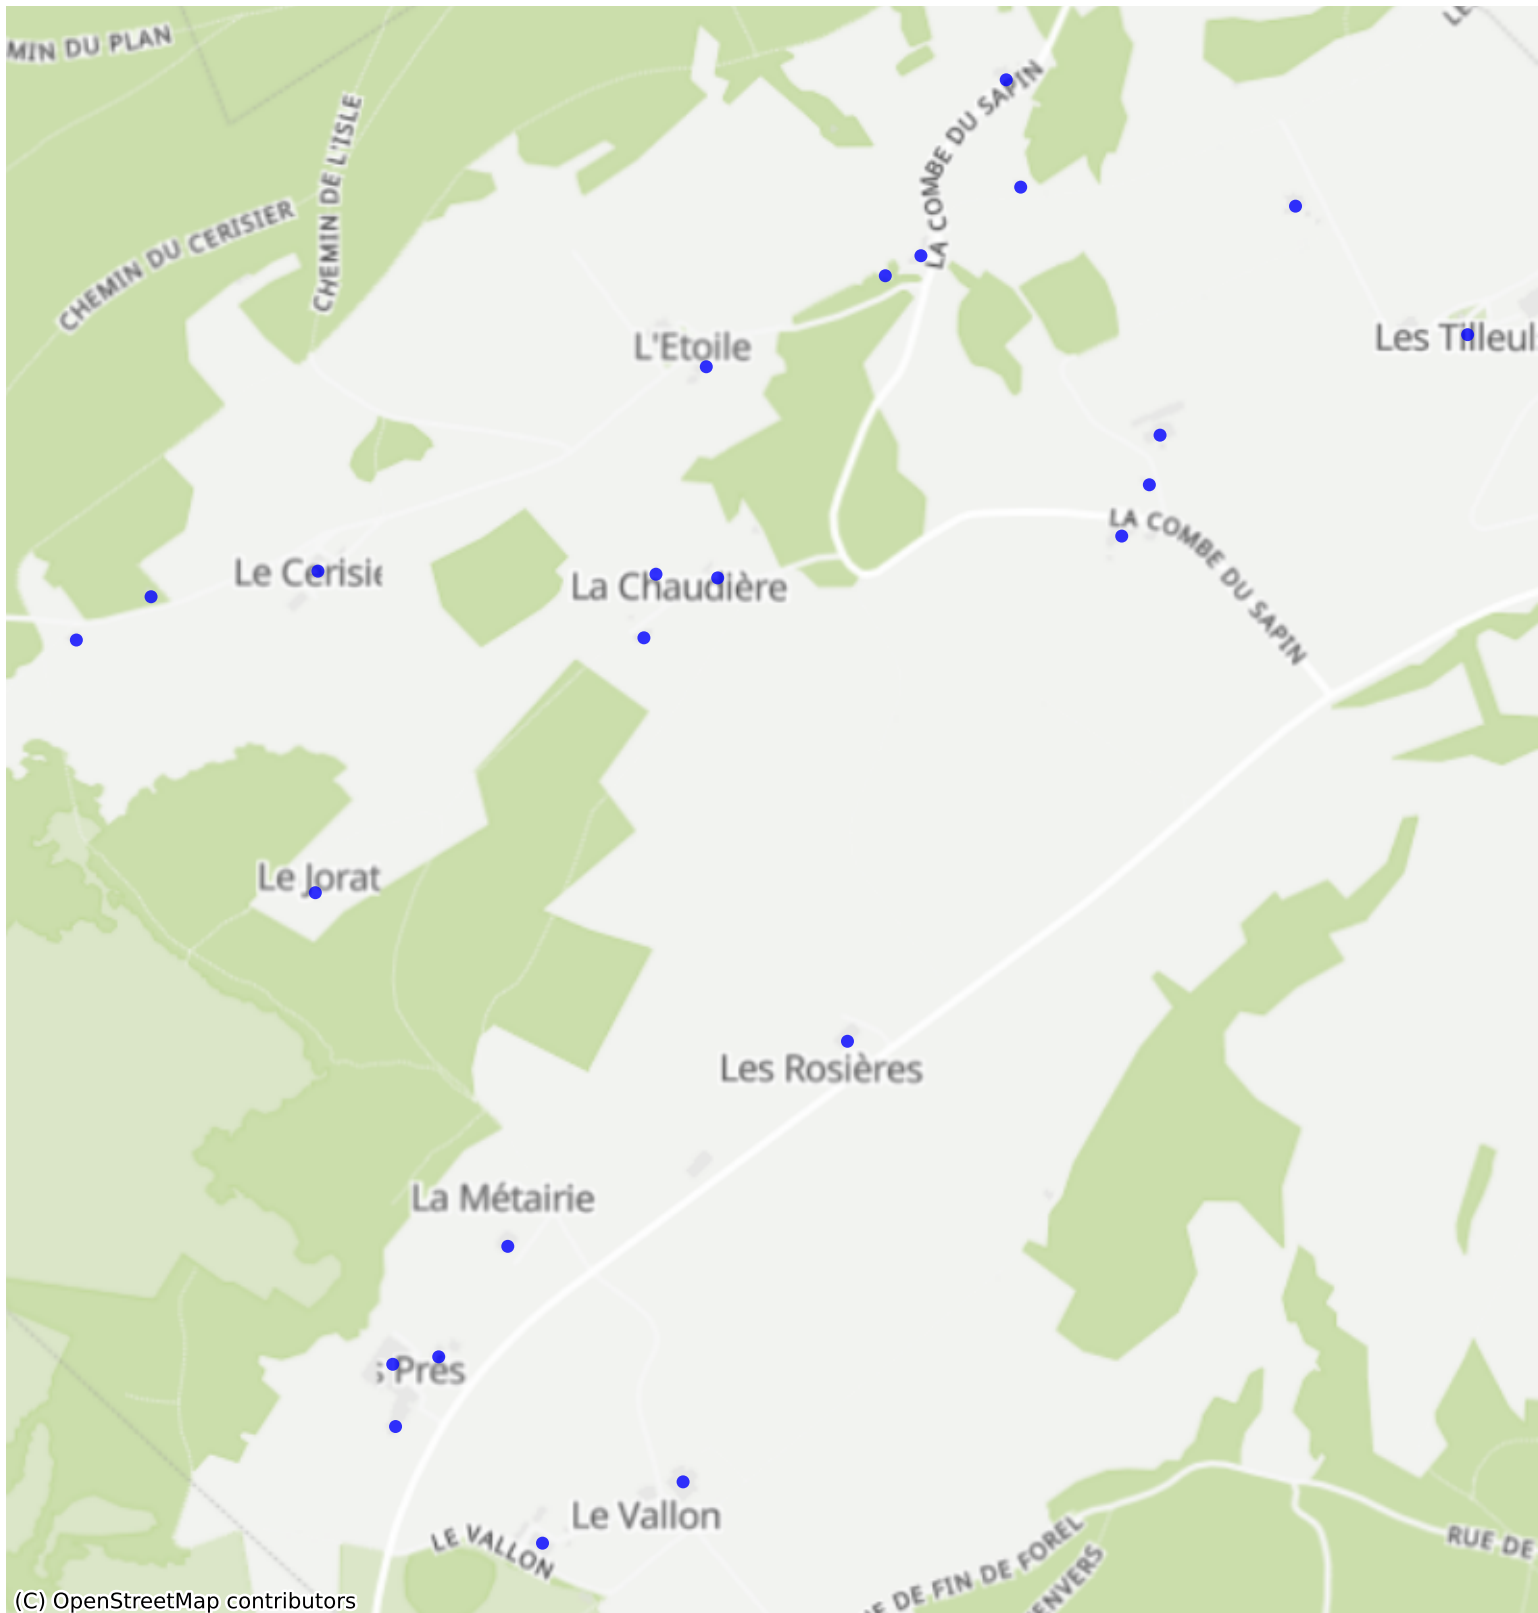 MIN DU PLAN
LE
CHEMIN DE L'ISLE
LA COMBE DU SAPIN
CHEMIN DU CERISIER
L'Etoile
Les Tilleul
LA COMBE DU SAPIN
Le Cerisie
La Chaudière
Le Jorat
Les Rosières
La Métairie
s Prés
Le Vallon
LE VALLON
E DE FIN DE FOREL
ENVERS
RUE DE
(C) OpenStreetMap contributors